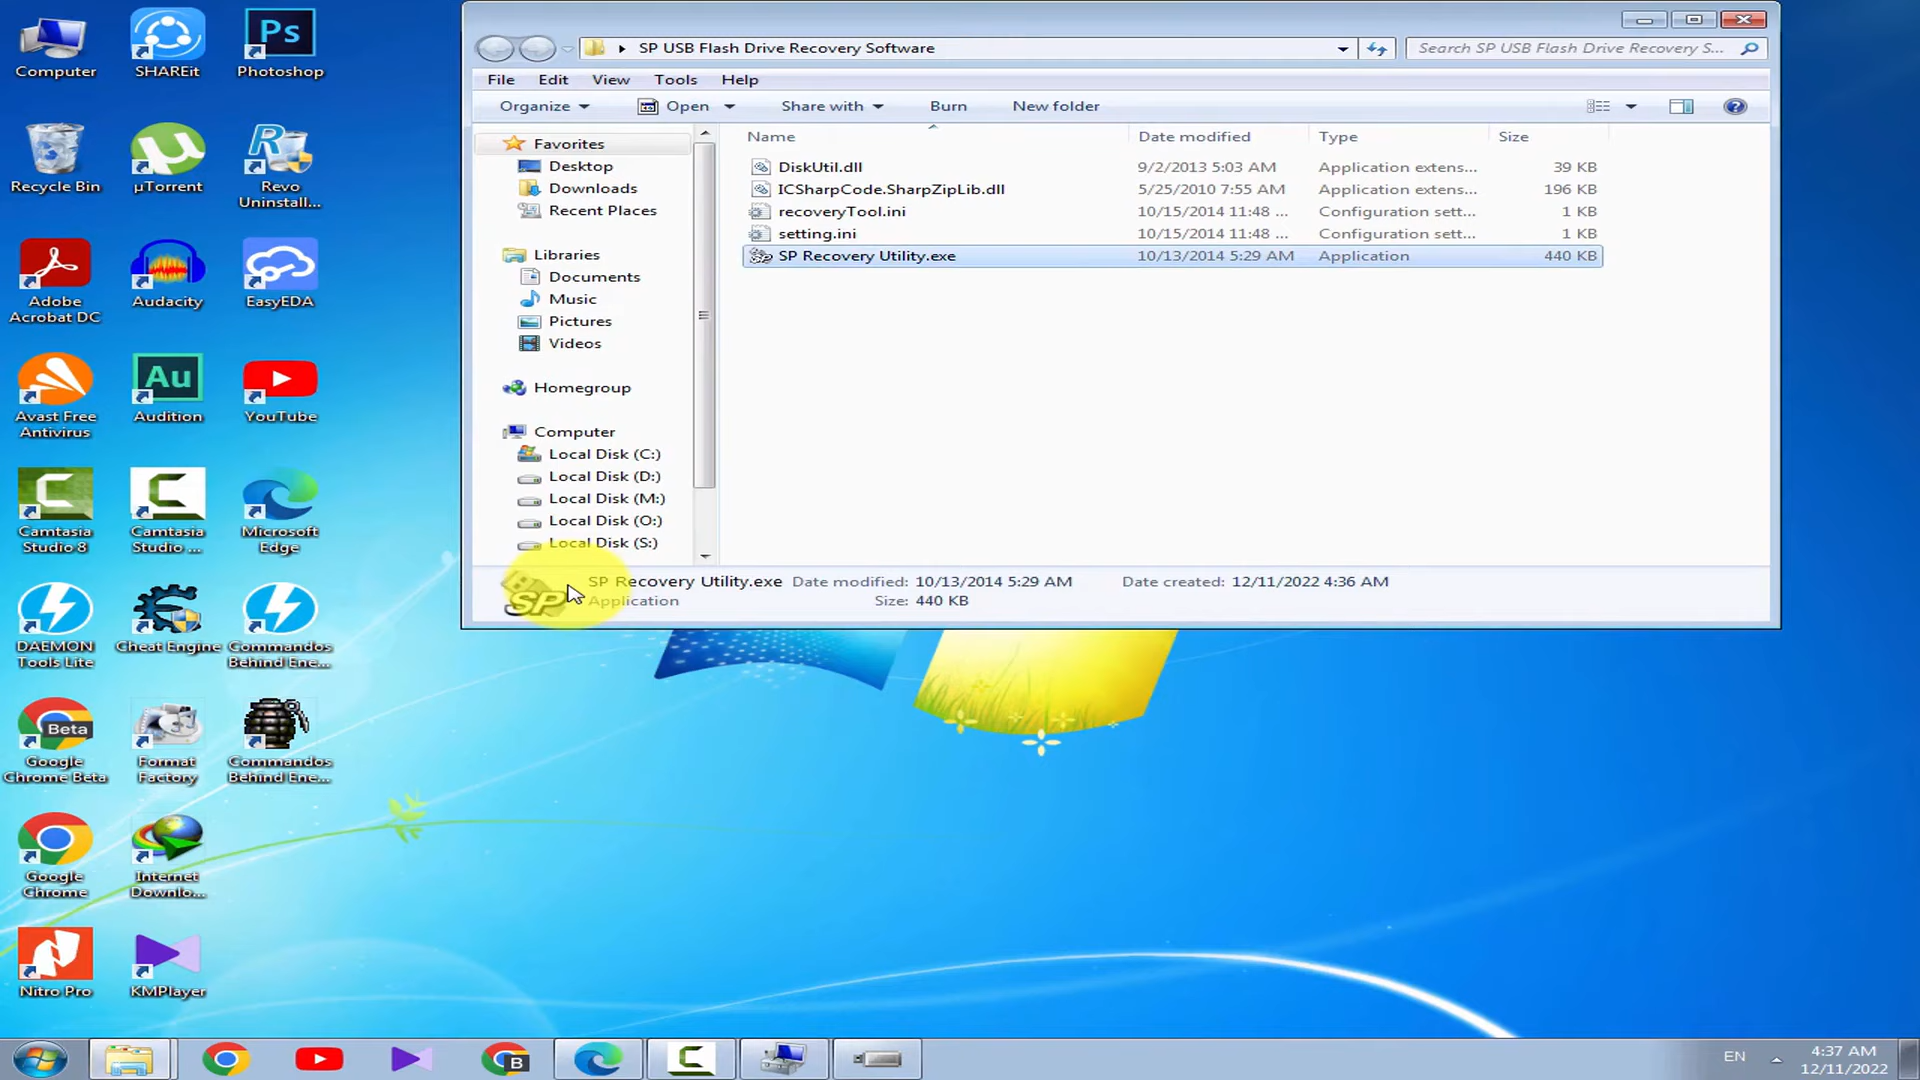 Computer
SHAREit
Ps
Photoshop
Recycle Bin
µTorrent
Revo
Uninstall...
Adobe
Acrobat DC
Audacity
EasyEDA
Avast Free
Antivirus
Au
Audition
YouTube
Camtasia
Studio 8
Camtasia
Studio ...
Microsoft
Edge
DAEMON
Tools Lite
Cheat Engine
Commandos
Behind Ene...
Beta
Google
Chrome Beta
Format
Factory
Commandos
Behind Ene...
Google
Chrome
Internet
Downlo...
Nitro Pro
KMPlayer
SP USB Flash Drive Recovery Software
Search SP USB Flash Drive Recovery S...
File Edit View Tools Help
Organize Open Share with Burn New folder
Favorites
Desktop
Downloads
Recent Places
Libraries
Documents
Music
Pictures
Videos
Homegroup
Computer
Local Disk (C:)
Local Disk (D:)
Local Disk (M:)
Local Disk (O:)
Local Disk (S:)
Name Date modified Type Size
DiskUtil.dll 9/2/2013 5:03 AM Application extens... 39 KB
ICSharpCode.SharpZipLib.dll 5/25/2010 7:55 AM Application extens... 196 KB
recoveryTool.ini 10/15/2014 11:48 ... Configuration sett... 1 KB
setting.ini 10/15/2014 11:48 ... Configuration sett... 1 KB
SP Recovery Utility.exe 10/13/2014 5:29 AM Application 440 KB
SP
SP Recovery Utility.exe Date modified: 10/13/2014 5:29 AM Date created: 12/11/2022 4:36 AM
Application Size: 440 KB
B
EN
4:37 AM
12/11/2022